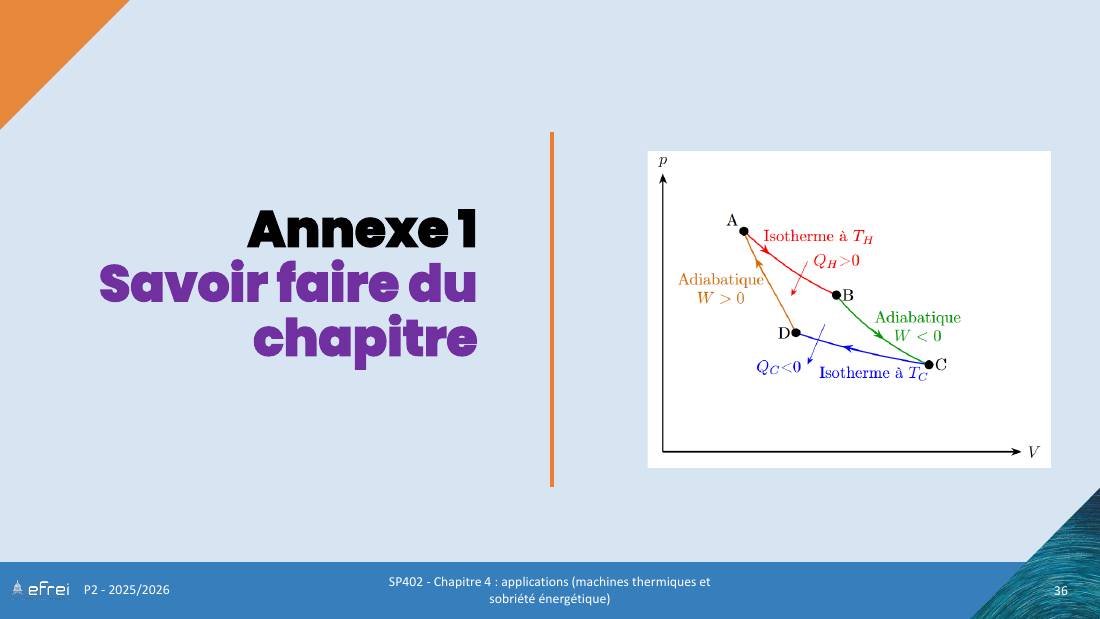 Annexe 1
Savoir faire du
chapitre
p
A
Isotherme à T_H
Q_H>0
Adiabatique
W > 0
B
Adiabatique
W < 0
D
C
Q_C<0
Isotherme à T_C
V
efrei
P2 - 2025/2026
SP402 - Chapitre 4 : applications (machines thermiques et
sobriété énergétique)
36